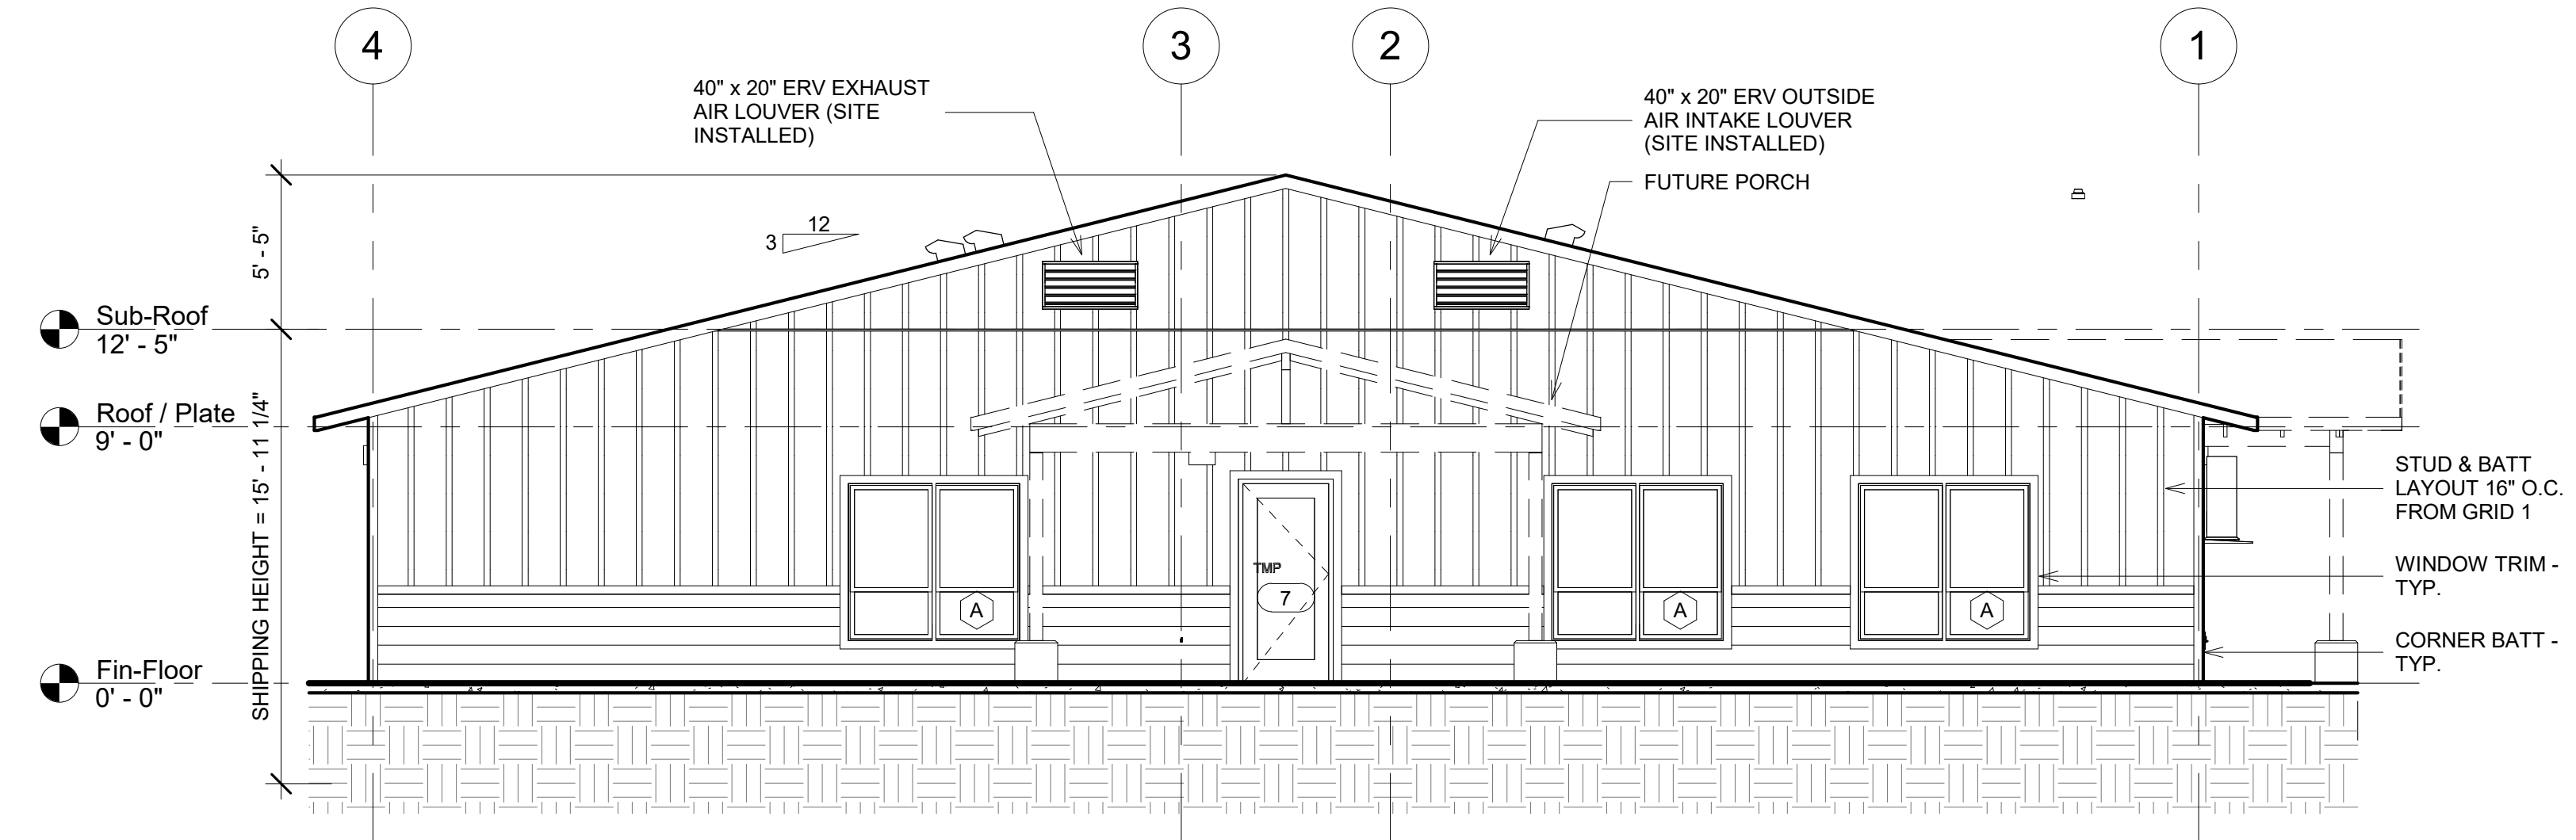 4
3
2
1
40" x 20" ERV EXHAUST
AIR LOUVER (SITE
INSTALLED)
40" x 20" ERV OUTSIDE
AIR INTAKE LOUVER
(SITE INSTALLED)
FUTURE PORCH
12
3
5' - 5"
Sub-Roof
12' - 5"
Roof / Plate
9' - 0"
SHIPPING HEIGHT = 15' - 11 1/4"
STUD & BATT
LAYOUT 16" O.C.
FROM GRID 1
WINDOW TRIM -
TYP.
TMP
7
A
A
A
CORNER BATT -
TYP.
Fin-Floor
0' - 0"